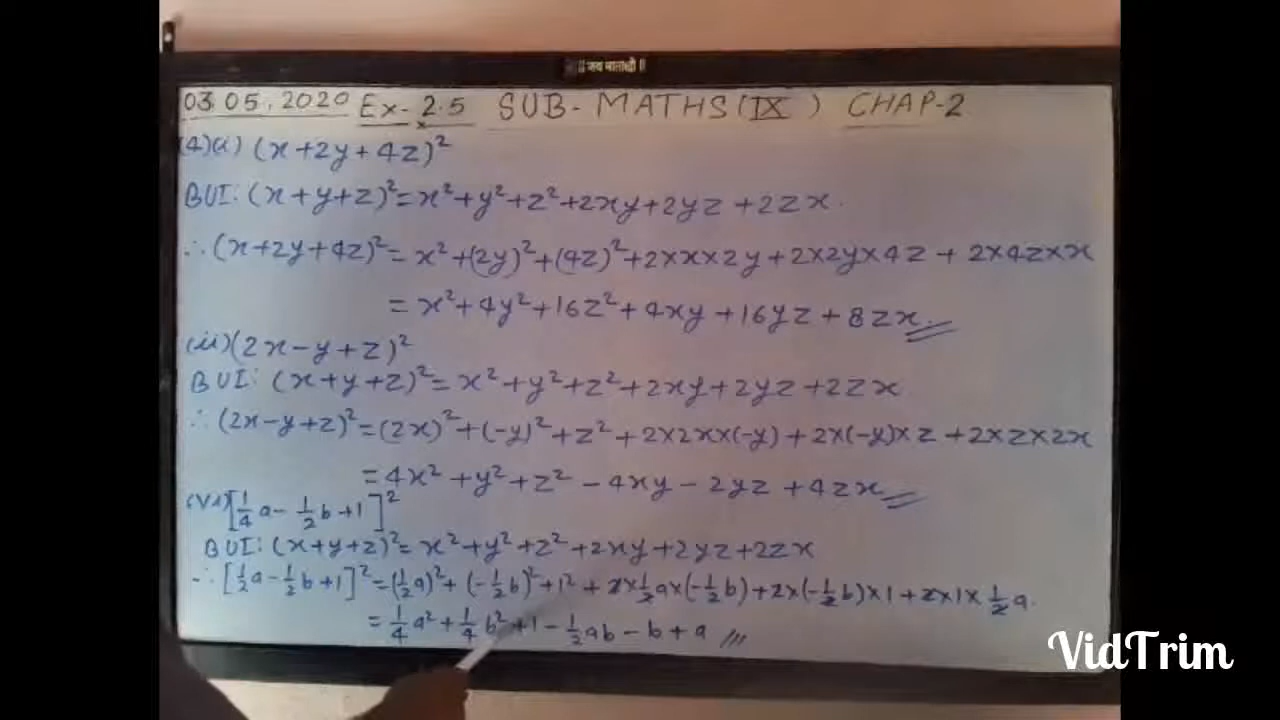 ॥ जय माताजी ॥
03.05.2020 Ex-2.5 SUB-MATHS(IX) CHAP-2
(4)(i) (x+2y+4z)²
BUI: (x+y+z)²=x²+y²+z²+2xy+2yz+2zx.
∴(x+2y+4z)²=x²+(2y)²+(4z)²+2×x×2y+2×2y×4z+2×4z×x
=x²+4y²+16z²+4xy+16yz+8zx
(ii)(2x-y+z)²
BUI: (x+y+z)²=x²+y²+z²+2xy+2yz+2zx
∴(2x-y+z)²=(2x)²+(-y)²+z²+2×2x×(-y)+2×(-y)×z+2×z×2x
=4x²+y²+z²-4xy-2yz+4zx
(vi)[1/4a-1/2b+1]²
BUI:(x+y+z)²=x²+y²+z²+2xy+2yz+2zx
∴[1/2a-1/2b+1]²=(1/2a)²+(-1/2b)²+1²+2×1/2a×(-1/2b)+2×(-1/2b)×1+2×1×1/2a.
=1/4a²+1/4b²+1-1/2ab-b+a
VidTrim